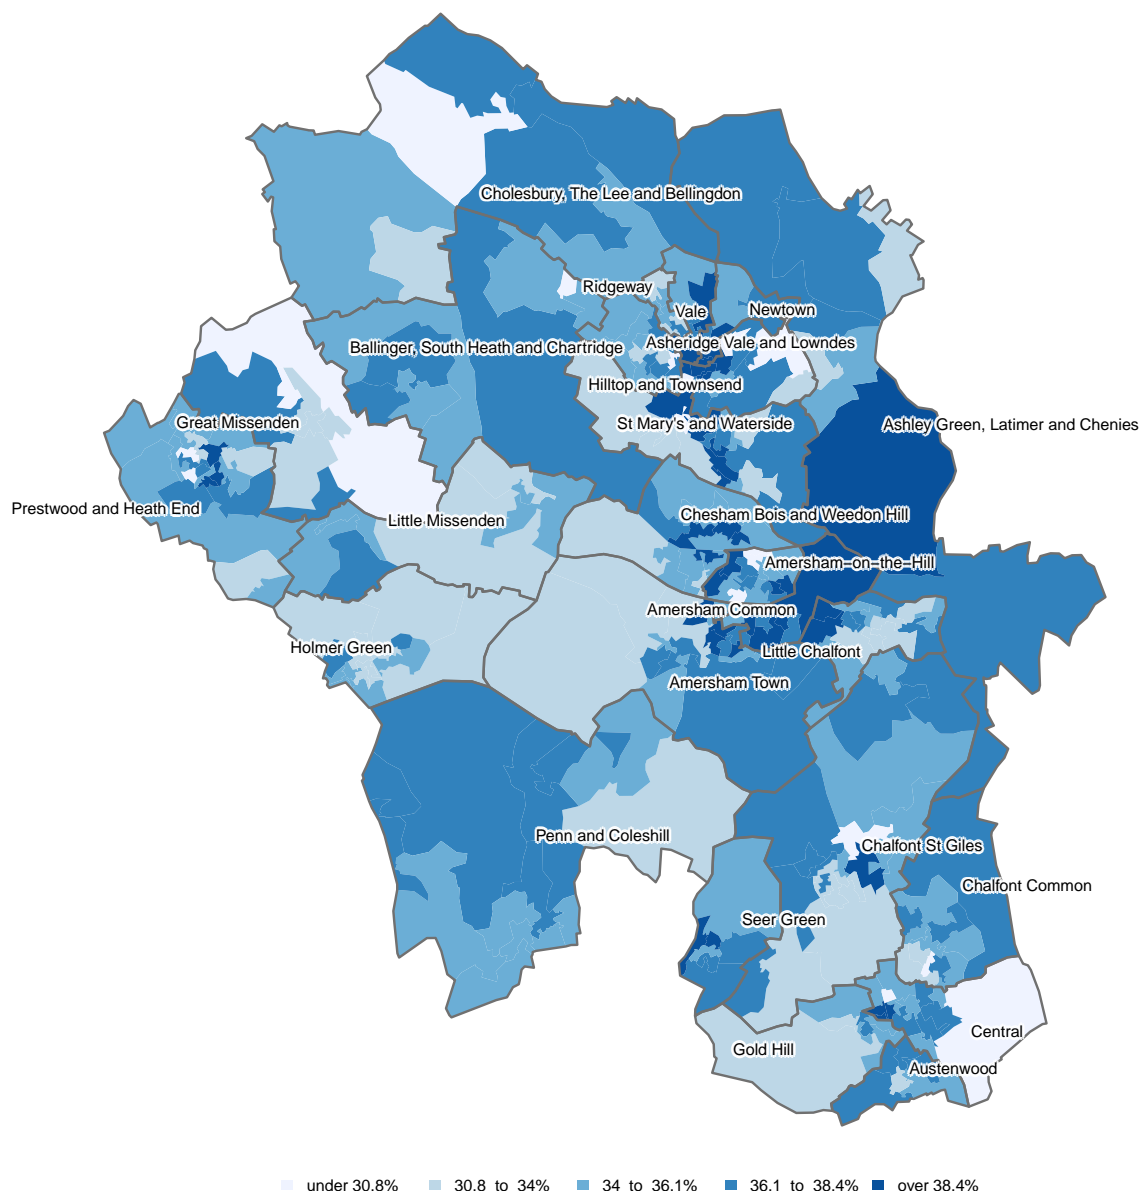 Cholesbury, The Lee and Bellingdon
Ridgeway
Vale
Newtown
Ballinger, South Heath and Chartridge
Asheridge Vale and Lowndes
Hilltop and Townsend
Great Missenden
St Mary's and Waterside
Ashley Green, Latimer and Chenies
Prestwood and Heath End
Little Missenden
Chesham Bois and Weedon Hill
Amersham-on-the-Hill
Amersham Common
Holmer Green
Little Chalfont
Amersham Town
Penn and Coleshill
Chalfont St Giles
Chalfont Common
Seer Green
Central
Gold Hill
Austenwood
under 30.8% 30.8 to 34% 34 to 36.1% 36.1 to 38.4% over 38.4%